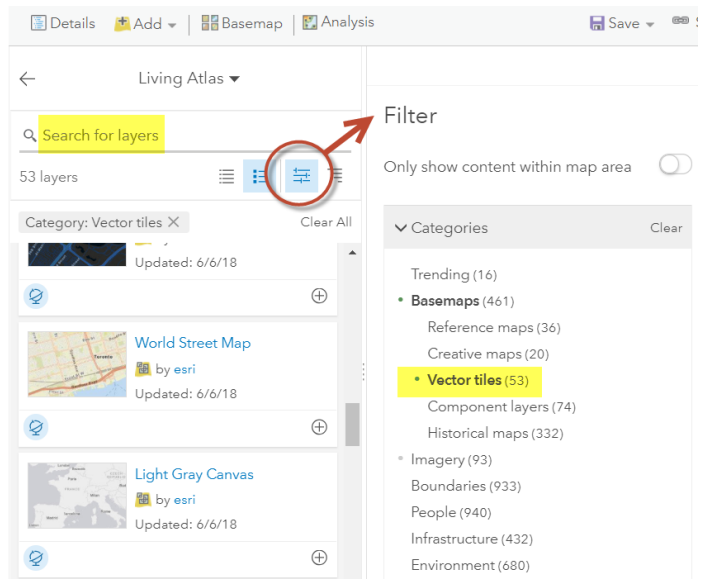 Details Add Basemap Analysis Save
Living Atlas
Search for layers
53 layers
Category: Vector tiles Clear All
Updated: 6/6/18
World Street Map
by esri
Updated: 6/6/18
Light Gray Canvas
by esri
Updated: 6/6/18
Filter
Only show content within map area
Categories Clear
Trending (16)
Basemaps (461)
Reference maps (36)
Creative maps (20)
Vector tiles (53)
Component layers (74)
Historical maps (332)
Imagery (93)
Boundaries (933)
People (940)
Infrastructure (432)
Environment (680)